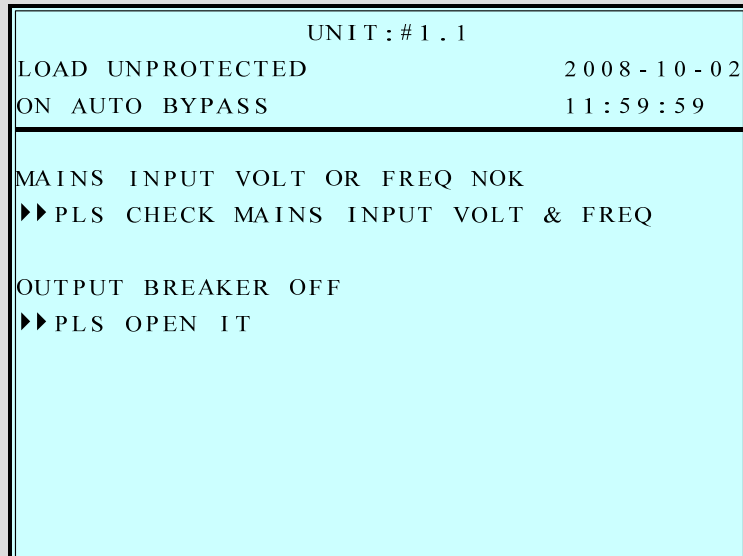 UNIT:#1.1
LOAD UNPROTECTED 2008-10-02
ON AUTO BYPASS 11:59:59
MAINS INPUT VOLT OR FREQ NOK
▶▶PLS CHECK MAINS INPUT VOLT & FREQ
OUTPUT BREAKER OFF
▶▶PLS OPEN IT